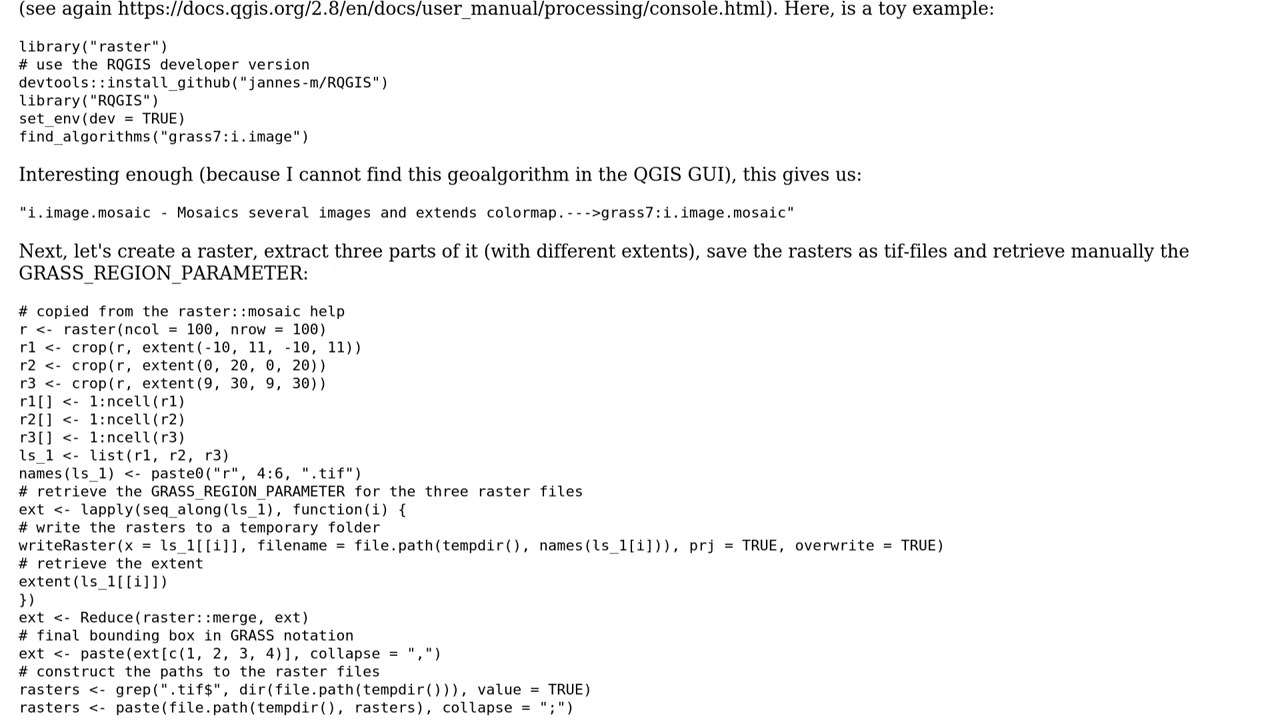 (see again https://docs.qgis.org/2.8/en/docs/user_manual/processing/console.html). Here, is a toy example:
library("raster")
# use the RQGIS developer version
devtools::install_github("jannes-m/RQGIS")
library("RQGIS")
set_env(dev = TRUE)
find_algorithms("grass7:i.image")
Interesting enough (because I cannot find this geoalgorithm in the QGIS GUI), this gives us:
"i.image.mosaic - Mosaics several images and extends colormap.--->grass7:i.image.mosaic"
Next, let's create a raster, extract three parts of it (with different extents), save the rasters as tif-files and retrieve manually the
GRASS_REGION_PARAMETER:
# copied from the raster::mosaic help
r <- raster(ncol = 100, nrow = 100)
r1 <- crop(r, extent(-10, 11, -10, 11))
r2 <- crop(r, extent(0, 20, 0, 20))
r3 <- crop(r, extent(9, 30, 9, 30))
r1[] <- 1:ncell(r1)
r2[] <- 1:ncell(r2)
r3[] <- 1:ncell(r3)
ls_1 <- list(r1, r2, r3)
names(ls_1) <- paste0("r", 4:6, ".tif")
# retrieve the GRASS_REGION_PARAMETER for the three raster files
ext <- lapply(seq_along(ls_1), function(i) {
# write the rasters to a temporary folder
writeRaster(x = ls_1[[i]], filename = file.path(tempdir(), names(ls_1[i])), prj = TRUE, overwrite = TRUE)
# retrieve the extent
extent(ls_1[[i]])
})
ext <- Reduce(raster::merge, ext)
# final bounding box in GRASS notation
ext <- paste(ext[c(1, 2, 3, 4)], collapse = ",")
# construct the paths to the raster files
rasters <- grep(".tif$", dir(file.path(tempdir())), value = TRUE)
rasters <- paste(file.path(tempdir(), rasters), collapse = ";")